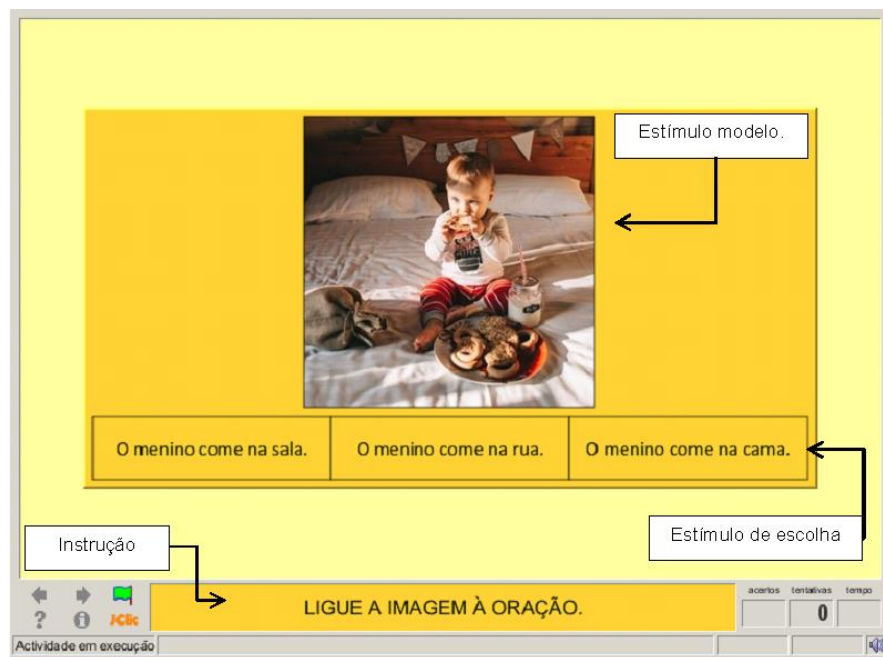 Estímulo modelo.
O menino come na sala.
O menino come na rua.
O menino come na cama.
Estímulo de escolha
Instrução
LIGUE A IMAGEM À ORAÇÃO.
acertos tentativas tempo
0
JClic
Actividade em execução